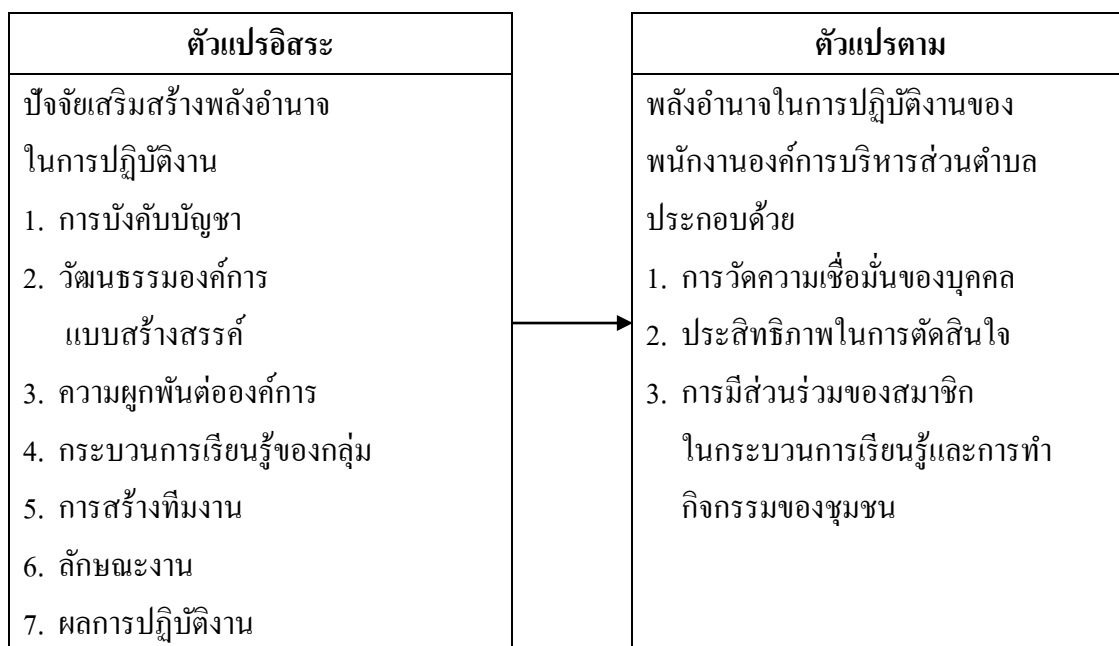 ตัวแปรอิสระ
ปัจจัยเสริมสร้างพลังอำนาจ
ในการปฏิบัติงาน
1. การบังคับบัญชา
2. วัฒนธรรมองค์การ
แบบสร้างสรรค์
3. ความผูกพันต่อองค์การ
4. กระบวนการเรียนรู้ของกลุ่ม
5. การสร้างทีมงาน
6. ลักษณะงาน
7. ผลการปฏิบัติงาน
ตัวแปรตาม
พลังอำนาจในการปฏิบัติงานของ
พนักงานองค์การบริหารส่วนตำบล
ประกอบด้วย
1. การวัดความเชื่อมั่นของบุคคล
2. ประสิทธิภาพในการตัดสินใจ
3. การมีส่วนร่วมของสมาชิก
ในกระบวนการเรียนรู้และการทำ
กิจกรรมของชุมชน